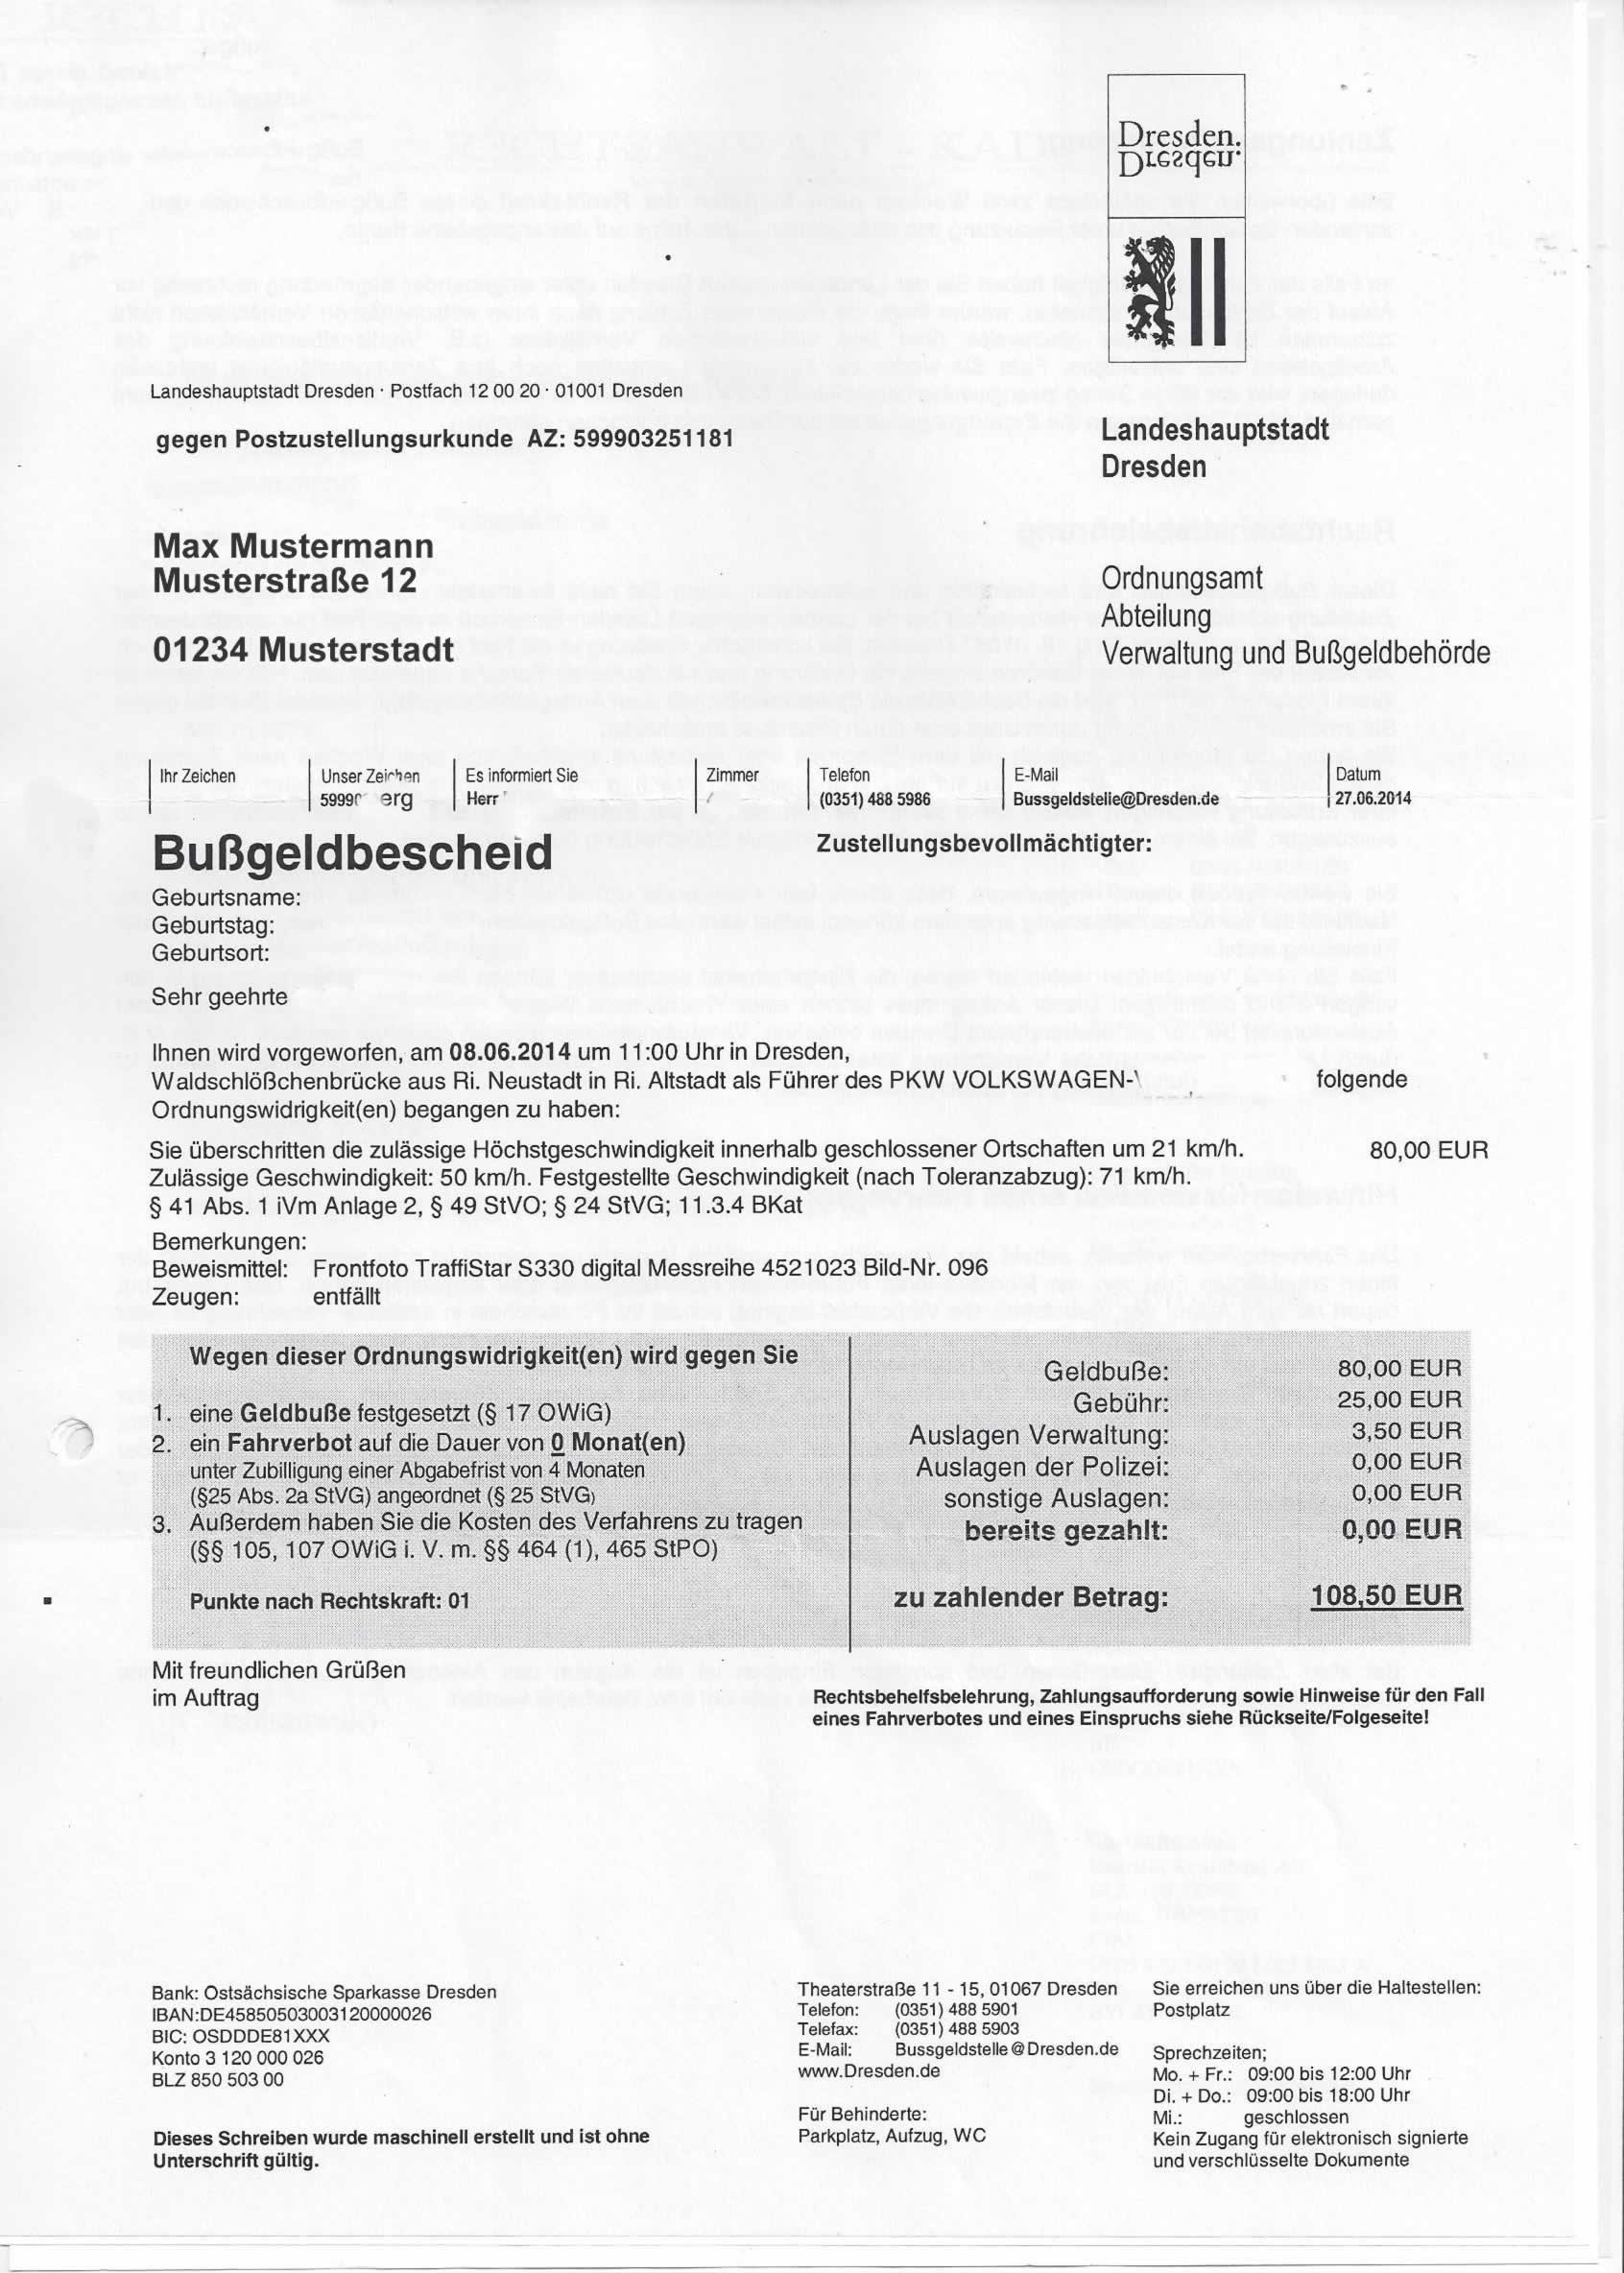 Dresden.
Dresden.
Landeshauptstadt Dresden · Postfach 12 00 20 · 01001 Dresden
gegen Postzustellungsurkunde AZ: 599903251181
Landeshauptstadt
Dresden
Max Mustermann
Musterstraße 12
01234 Musterstadt
Ordnungsamt
Abteilung
Verwaltung und Bußgeldbehörde
Ihr Zeichen
Unser Zeichen
5999 erg
Es informiert Sie
Herr
Zimmer
Telefon
(0351) 488 5986
E-Mail
Bussgeldstelle@Dresden.de
Datum
27.06.2014
Bußgeldbescheid
Zustellungsbevollmächtigter:
Geburtsname:
Geburtstag:
Geburtsort:
Sehr geehrte
Ihnen wird vorgeworfen, am 08.06.2014 um 11:00 Uhr in Dresden,
Waldschlößchenbrücke aus Ri. Neustadt in Ri. Altstadt als Führer des PKW VOLKSWAGEN- folgende
Ordnungswidrigkeit(en) begangen zu haben:
Sie überschritten die zulässige Höchstgeschwindigkeit innerhalb geschlossener Ortschaften um 21 km/h. 80,00 EUR
Zulässige Geschwindigkeit: 50 km/h. Festgestellte Geschwindigkeit (nach Toleranzabzug): 71 km/h.
§ 41 Abs. 1 iVm Anlage 2, § 49 StVO; § 24 StVG; 11.3.4 BKat
Bemerkungen:
Beweismittel: Frontfoto TraffiStar S330 digital Messreihe 4521023 Bild-Nr. 096
Zeugen: entfällt
Wegen dieser Ordnungswidrigkeit(en) wird gegen Sie
1. eine Geldbuße festgesetzt (§ 17 OWiG)
2. ein Fahrverbot auf die Dauer von 0 Monat(en)
unter Zubilligung einer Abgabefrist von 4 Monaten
(§25 Abs. 2a StVG) angeordnet (§ 25 StVG)
3. Außerdem haben Sie die Kosten des Verfahrens zu tragen
(§§ 105, 107 OWiG i. V. m. §§ 464 (1), 465 StPO)
Punkte nach Rechtskraft: 01
Geldbuße: 80,00 EUR
Gebühr: 25,00 EUR
Auslagen Verwaltung: 3,50 EUR
Auslagen der Polizei: 0,00 EUR
sonstige Auslagen: 0,00 EUR
bereits gezahlt: 0,00 EUR
zu zahlender Betrag: 108,50 EUR
Mit freundlichen Grüßen
im Auftrag
Rechtsbehelfsbelehrung, Zahlungsaufforderung sowie Hinweise für den Fall
eines Fahrverbotes und eines Einspruchs siehe Rückseite/Folgeseite!
Bank: Ostsächsische Sparkasse Dresden
IBAN:DE45850503003120000026
BIC: OSDDDE81XXX
Konto 3 120 000 026
BLZ 850 503 00
Dieses Schreiben wurde maschinell erstellt und ist ohne
Unterschrift gültig.
Theaterstraße 11 - 15, 01067 Dresden
Telefon: (0351) 488 5901
Telefax: (0351) 488 5903
E-Mail: Bussgeldstelle@Dresden.de
www.Dresden.de
Für Behinderte:
Parkplatz, Aufzug, WC
Sie erreichen uns über die Haltestellen:
Postplatz
Sprechzeiten;
Mo. + Fr.: 09:00 bis 12:00 Uhr
Di. + Do.: 09:00 bis 18:00 Uhr
Mi.: geschlossen
Kein Zugang für elektronisch signierte
und verschlüsselte Dokumente